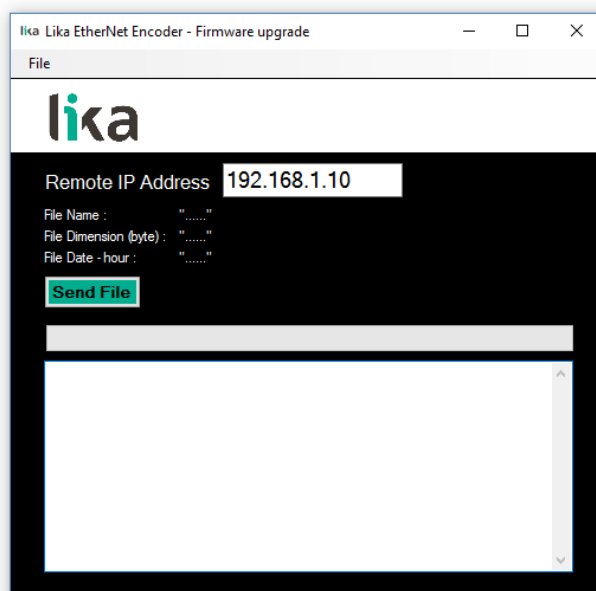 lika Lika EtherNet Encoder - Firmware upgrade
File
lika
Remote IP Address 192.168.1.10
File Name : "......"
File Dimension (byte) : "......"
File Date - hour : "......"
Send File